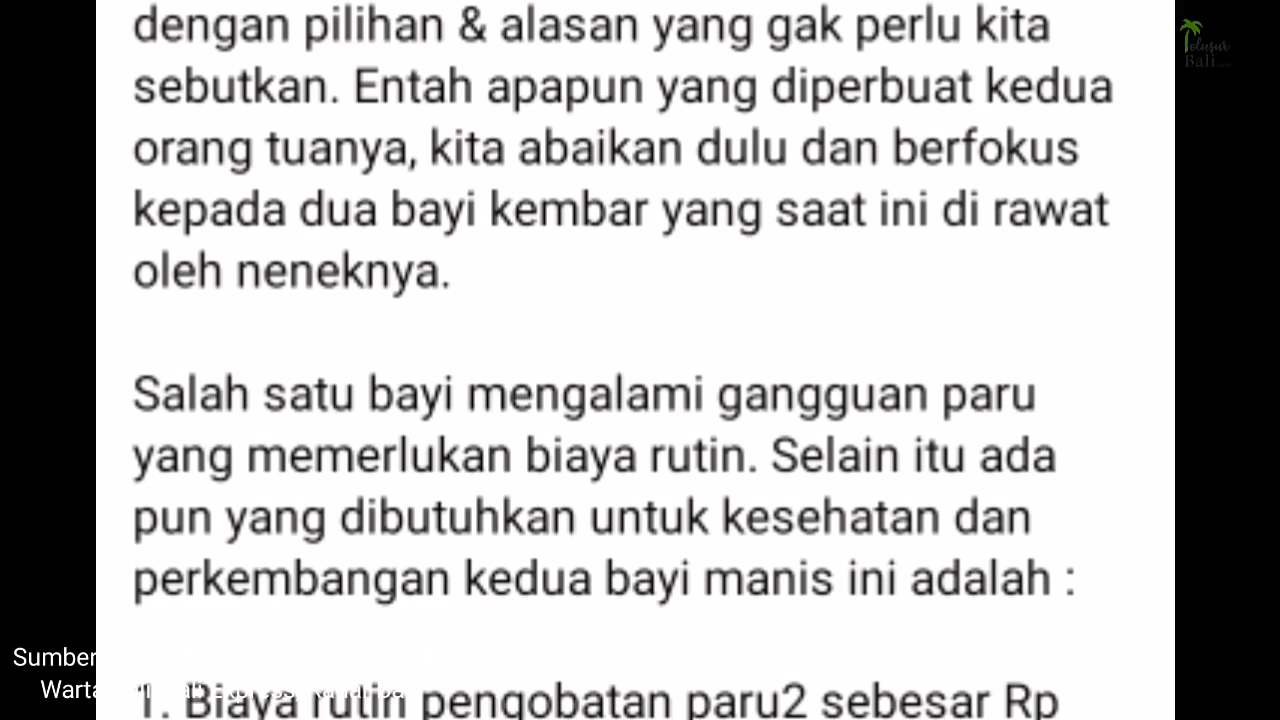 dengan pilihan & alasan yang gak perlu kita
sebutkan. Entah apapun yang diperbuat kedua
orang tuanya, kita abaikan dulu dan berfokus
kepada dua bayi kembar yang saat ini di rawat
oleh neneknya.
Salah satu bayi mengalami gangguan paru
yang memerlukan biaya rutin. Selain itu ada
pun yang dibutuhkan untuk kesehatan dan
perkembangan kedua bayi manis ini adalah :
1. Biaya rutin pengobatan paru2 sebesar Rp
Sumber
Warta
Telusur
Bali